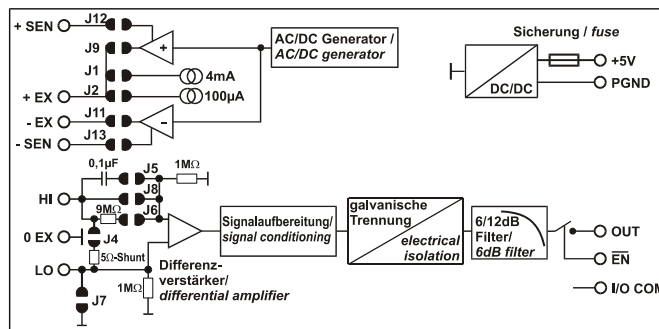 J12
+ SEN
J9
AC/DC Generator /
AC/DC generator
Sicherung / fuse
+
J1
4mA
+5V
DC/DC
PGND
J2
100µA
+ EX
J11
- EX
−
J13
- SEN
0,1µF
J5
1MΩ
J8
HI
9MΩ
J6
galvanische
Trennung
Signalaufbereitung/
signal conditioning
6/12dB
Filter/
6dB filter
OUT
0 EX
J4
electrical
isolation
5Ω-Shunt
EN
LO
Differenz-
verstärker/
differential amplifier
1MΩ
J7
I/O COM